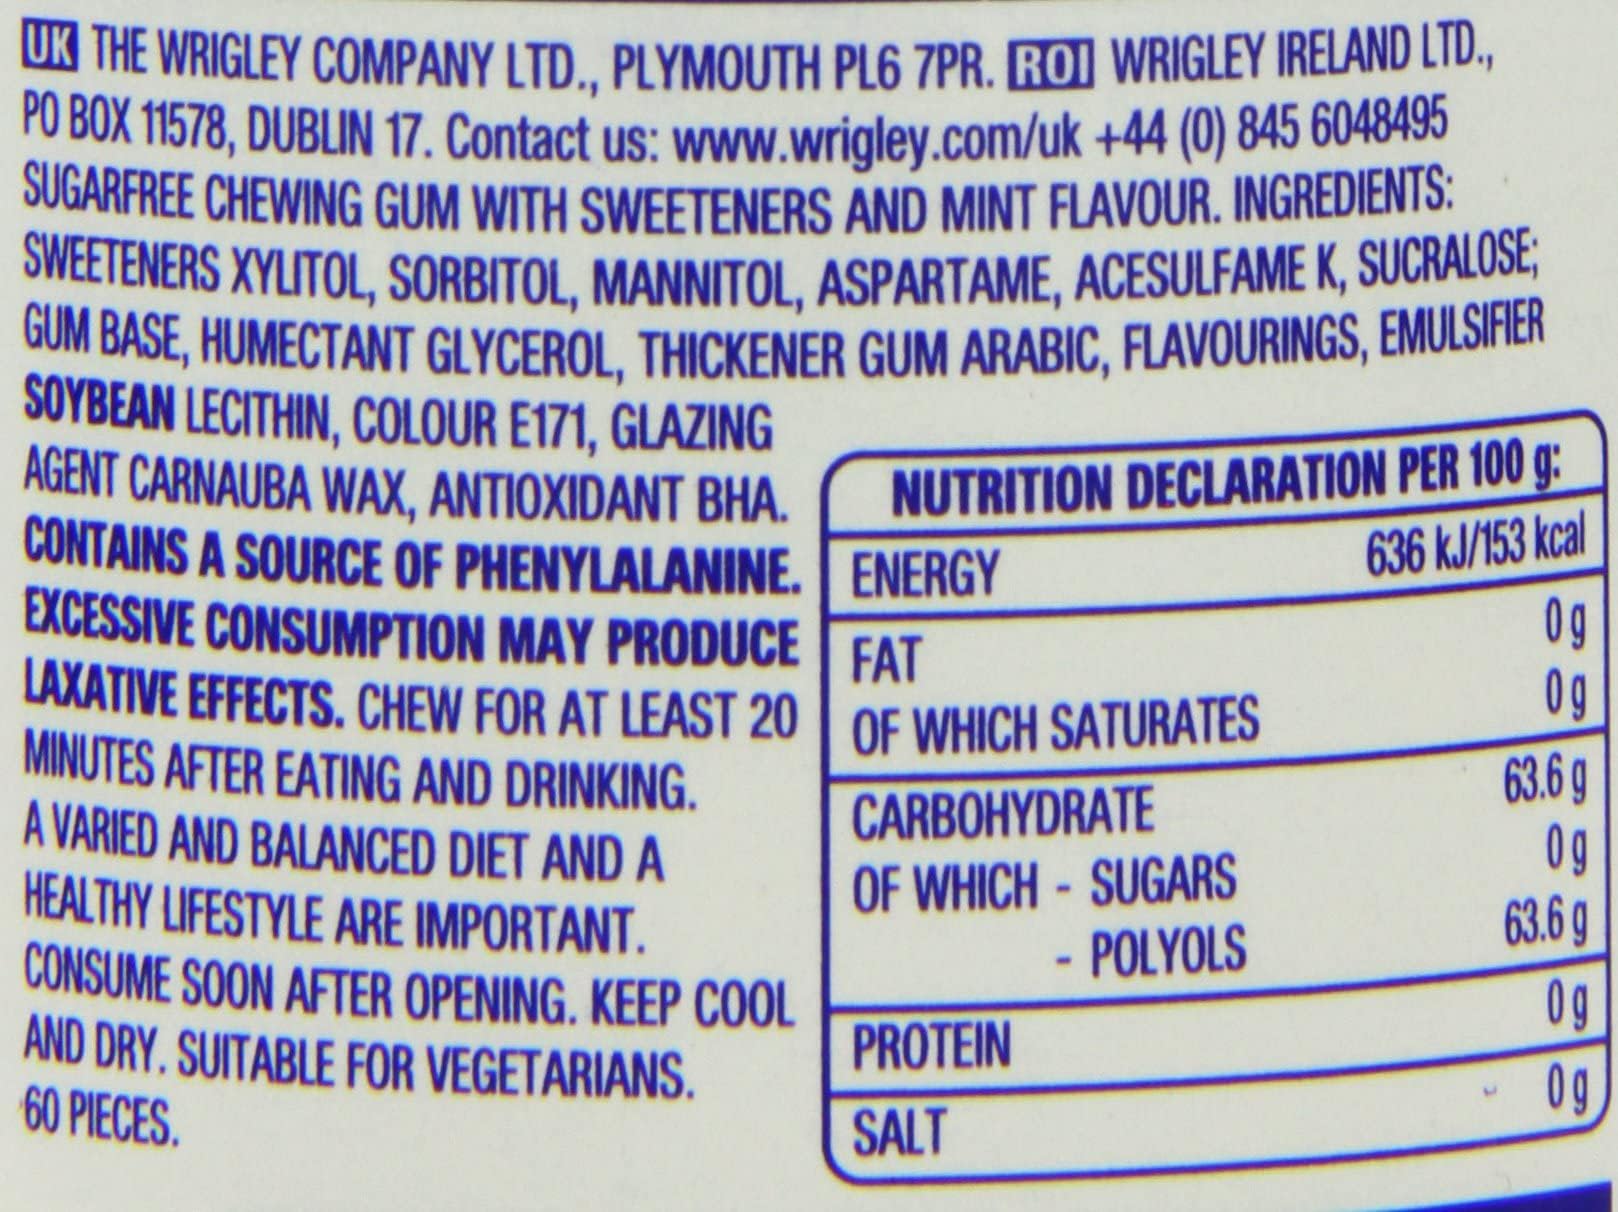 UK THE WRIGLEY COMPANY LTD., PLYMOUTH PL6 7PR. ROI WRIGLEY IRELAND LTD.,
PO BOX 11578, DUBLIN 17. Contact us: www.wrigley.com/uk +44 (0) 845 6048495
SUGARFREE CHEWING GUM WITH SWEETENERS AND MINT FLAVOUR. INGREDIENTS:
SWEETENERS XYLITOL, SORBITOL, MANNITOL, ASPARTAME, ACESULFAME K, SUCRALOSE;
GUM BASE, HUMECTANT GLYCEROL, THICKENER GUM ARABIC, FLAVOURINGS, EMULSIFIER
SOYBEAN LECITHIN, COLOUR E171, GLAZING
AGENT CARNAUBA WAX, ANTIOXIDANT BHA.
CONTAINS A SOURCE OF PHENYLALANINE.
EXCESSIVE CONSUMPTION MAY PRODUCE
LAXATIVE EFFECTS. CHEW FOR AT LEAST 20
MINUTES AFTER EATING AND DRINKING.
A VARIED AND BALANCED DIET AND A
HEALTHY LIFESTYLE ARE IMPORTANT.
CONSUME SOON AFTER OPENING. KEEP COOL
AND DRY. SUITABLE FOR VEGETARIANS.
60 PIECES.
NUTRITION DECLARATION PER 100 g:
ENERGY 636 kJ/153 kcal
FAT 0 g
OF WHICH SATURATES 0 g
CARBOHYDRATE 63.6 g
OF WHICH - SUGARS 0 g
- POLYOLS 63.6 g
PROTEIN 0 g
SALT 0 g